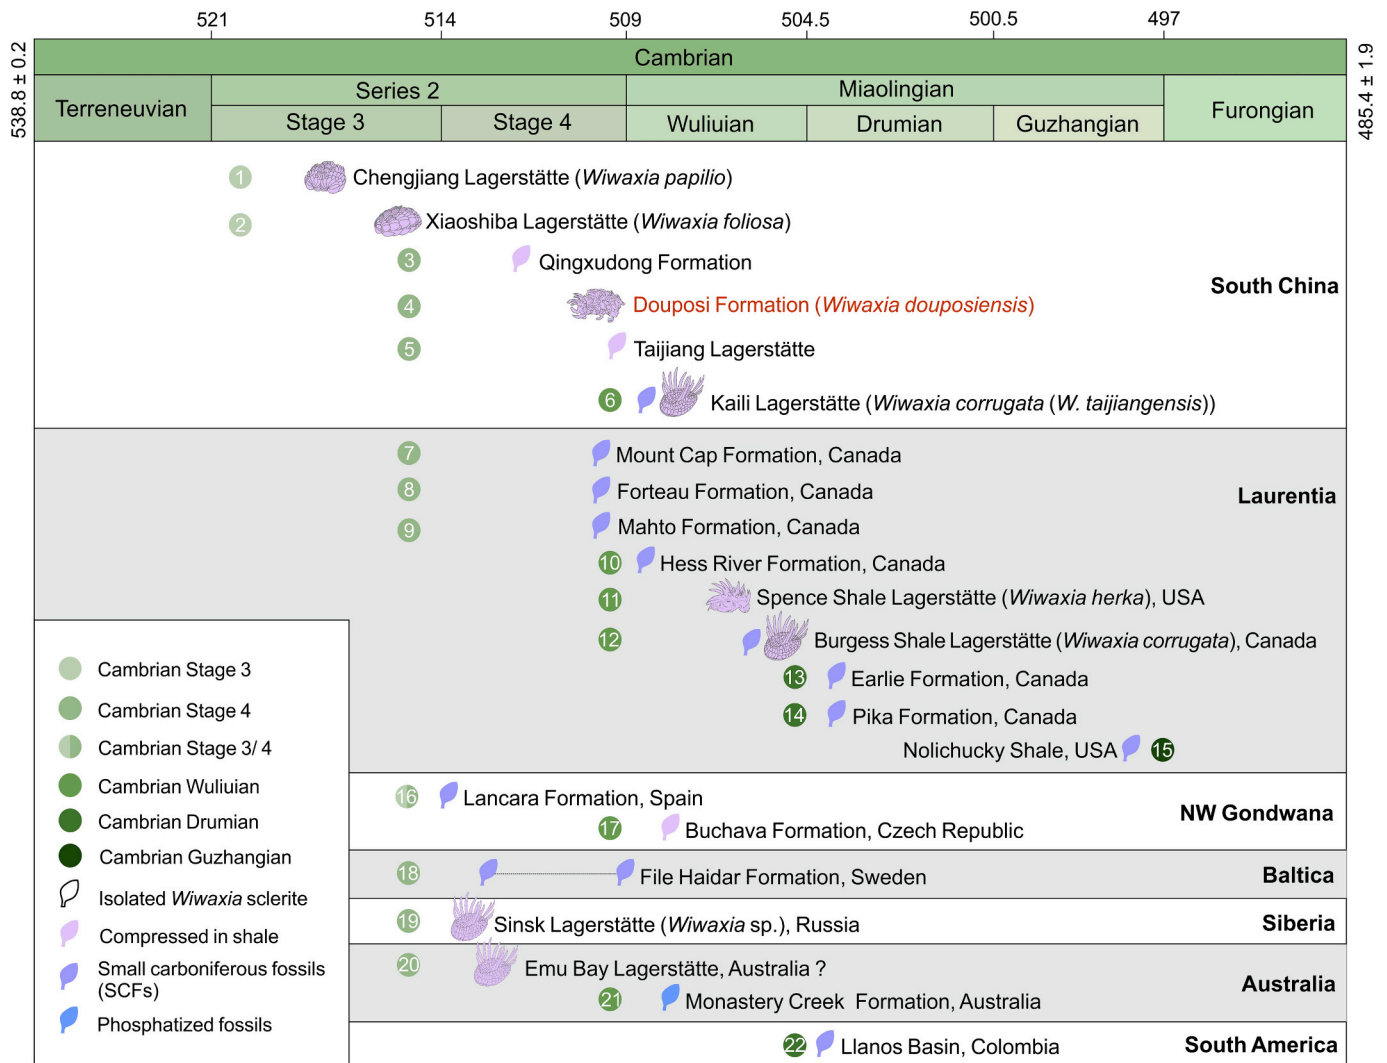 521 514 509 504.5 500.5 497
538.8 ± 0.2
485.4 ± 1.9
Cambrian
Terreneuvian
Series 2
Miaolingian
Furongian
Stage 3
Stage 4
Wuliuian
Drumian
Guzhangian
1 Chengjiang Lagerstätte (Wiwaxia papilio)
2 Xiaoshiba Lagerstätte (Wiwaxia foliosa)
3 Qingxudong Formation
South China
4 Douposi Formation (Wiwaxia douposiensis)
5 Taijiang Lagerstätte
6 Kaili Lagerstätte (Wiwaxia corrugata (W. taijiangensis))
7 Mount Cap Formation, Canada
8 Forteau Formation, Canada
Laurentia
9 Mahto Formation, Canada
10 Hess River Formation, Canada
11 Spence Shale Lagerstätte (Wiwaxia herka), USA
12 Burgess Shale Lagerstätte (Wiwaxia corrugata), Canada
13 Earlie Formation, Canada
14 Pika Formation, Canada
Nolichucky Shale, USA 15
16 Lancara Formation, Spain
NW Gondwana
17 Buchava Formation, Czech Republic
18 File Haidar Formation, Sweden
Baltica
19 Sinsk Lagerstätte (Wiwaxia sp.), Russia
Siberia
20 Emu Bay Lagerstätte, Australia ?
Australia
21 Monastery Creek Formation, Australia
22 Llanos Basin, Colombia
South America
Cambrian Stage 3
Cambrian Stage 4
Cambrian Stage 3/ 4
Cambrian Wuliuian
Cambrian Drumian
Cambrian Guzhangian
Isolated Wiwaxia sclerite
Compressed in shale
Small carboniferous fossils
(SCFs)
Phosphatized fossils